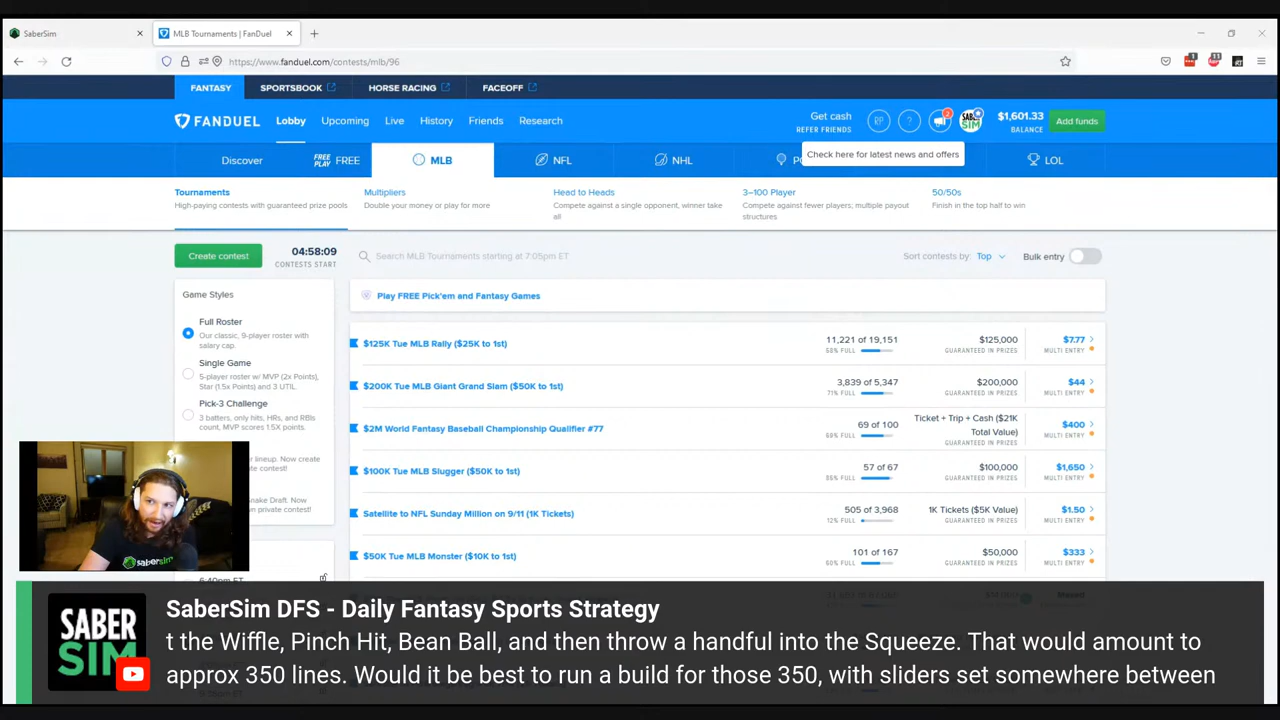 SaberSim
MLB Tournaments | FanDuel
https://www.fanduel.com/contests/mlb/96
FANTASY SPORTSBOOK HORSE RACING FACEOFF
FANDUEL Lobby Upcoming Live History Friends Research
Get cash
REFER FRIENDS
SABER SIM
$1,601.33
BALANCE
Add funds
Check here for latest news and offers
Discover FREE PLAY FREE MLB NFL NHL LOL
Tournaments
High-paying contests with guaranteed prize pools
Multipliers
Double your money or play for more
Head to Heads
Compete against a single opponent, winner take
all
3–100 Player
Compete against fewer players; multiple payout
structures
50/50s
Finish in the top half to win
Create contest
04:58:09
CONTESTS START
Search MLB Tournaments starting at 7:05pm ET
Sort contests by: Top
Bulk entry
Game Styles
Full Roster
Our classic, 9-player roster with
salary cap.
Single Game
5-player roster w/ MVP (2x Points),
Star (1.5x Points) and 3 UTIL.
Pick-3 Challenge
3 batters, only hits, HRs, and RBIs
count, MVP scores 1.5X points.
lineup. Now create
contest!
nake Draft. Now
private contest!
6:40pm ET
Play FREE Pick'em and Fantasy Games
$125K Tue MLB Rally ($25K to 1st) 11,221 of 19,151 $125,000 $7.77
58% FULL GUARANTEED IN PRIZES MULTI ENTRY
$200K Tue MLB Giant Grand Slam ($50K to 1st) 3,839 of 5,347 $200,000 $44
71% FULL GUARANTEED IN PRIZES MULTI ENTRY
$2M World Fantasy Baseball Championship Qualifier #77 69 of 100 Ticket + Trip + Cash ($21K Total Value) $400
69% FULL GUARANTEED IN PRIZES MULTI ENTRY
$100K Tue MLB Slugger ($50K to 1st) 57 of 67 $100,000 $1,650
85% FULL GUARANTEED IN PRIZES MULTI ENTRY
Satellite to NFL Sunday Million on 9/11 (1K Tickets) 505 of 3,968 1K Tickets ($5K Value) $1.50
12% FULL GUARANTEED IN PRIZES MULTI ENTRY
$50K Tue MLB Monster ($10K to 1st) 101 of 167 $50,000 $333
60% FULL GUARANTEED IN PRIZES MULTI ENTRY
sabersim
SABER
SIM
SaberSim DFS - Daily Fantasy Sports Strategy
t the Wiffle, Pinch Hit, Bean Ball, and then throw a handful into the Squeeze. That would amount to
approx 350 lines. Would it be best to run a build for those 350, with sliders set somewhere between